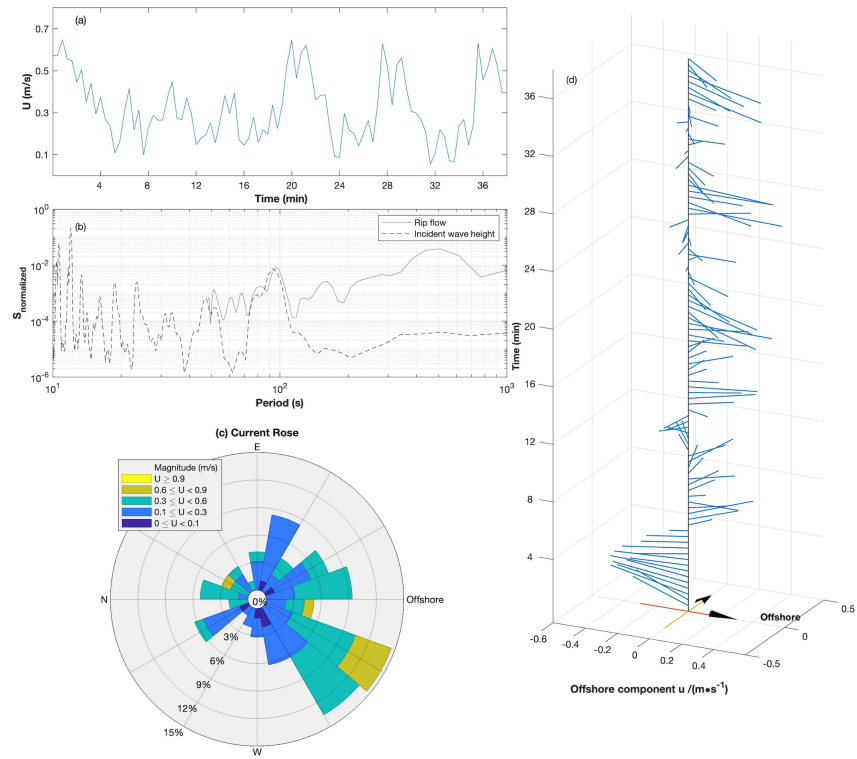 (a)
0.7
0.5
0.3
0.1
U (m/s)
4 8 12 16 20 24 28 32 36
Time (min)
(b)
10^0
10^-2
10^-4
10^-6
S_normalized
Rip flow
Incident wave height
10^1 10^2 10^3
Period (s)
(c) Current Rose
E
Magnitude (m/s)
U ≥ 0.9
0.6 ≤ U < 0.9
0.3 ≤ U < 0.6
0.1 ≤ U < 0.3
0 ≤ U < 0.1
N
0%
Offshore
3%
6%
9%
12%
15%
W
(d)
36
32
28
24
20
16
12
8
4
Time (min)
Offshore
-0.6 -0.4 -0.2 0 0.2 0.4
-0.5 0 0.5
Offshore component u /(m•s^-1)